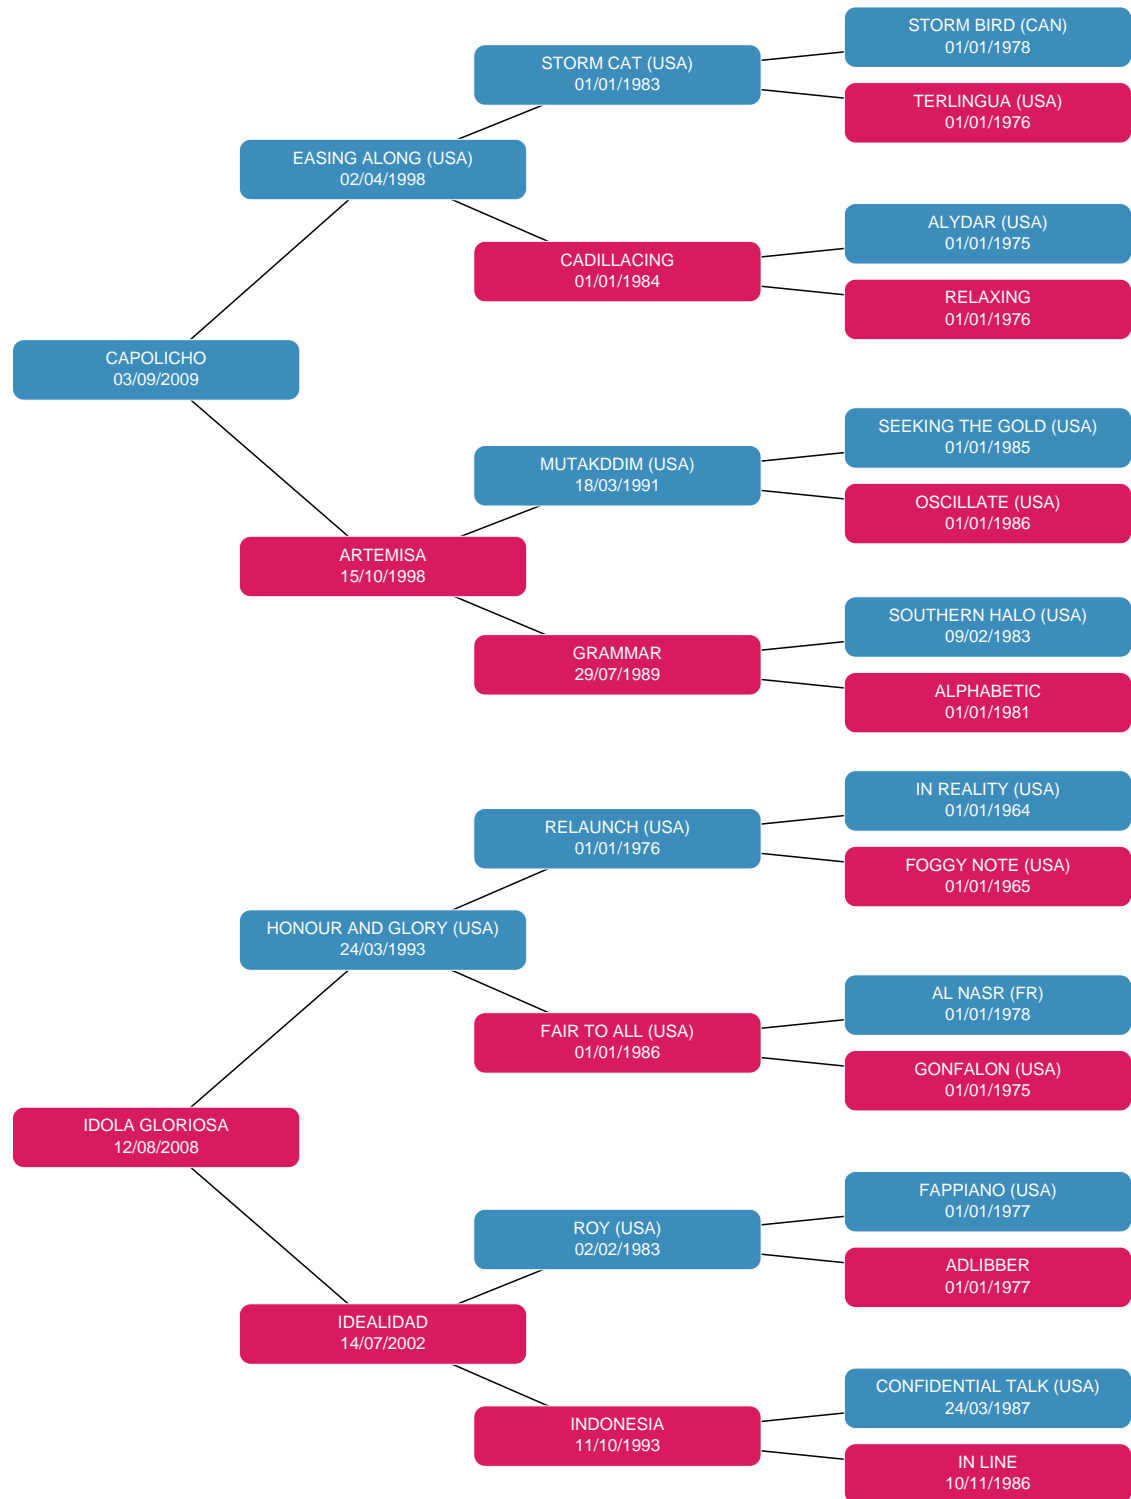 STORM BIRD (CAN)
01/01/1978
STORM CAT (USA)
01/01/1983
TERLINGUA (USA)
01/01/1976
EASING ALONG (USA)
02/04/1998
ALYDAR (USA)
01/01/1975
CADILLACING
01/01/1984
RELAXING
01/01/1976
CAPOLICHO
03/09/2009
SEEKING THE GOLD (USA)
01/01/1985
MUTAKDDIM (USA)
18/03/1991
OSCILLATE (USA)
01/01/1986
ARTEMISA
15/10/1998
SOUTHERN HALO (USA)
09/02/1983
GRAMMAR
29/07/1989
ALPHABETIC
01/01/1981
IN REALITY (USA)
01/01/1964
RELAUNCH (USA)
01/01/1976
FOGGY NOTE (USA)
01/01/1965
HONOUR AND GLORY (USA)
24/03/1993
AL NASR (FR)
01/01/1978
FAIR TO ALL (USA)
01/01/1986
GONFALON (USA)
01/01/1975
IDOLA GLORIOSA
12/08/2008
FAPPIANO (USA)
01/01/1977
ROY (USA)
02/02/1983
ADLIBBER
01/01/1977
IDEALIDAD
14/07/2002
CONFIDENTIAL TALK (USA)
24/03/1987
INDONESIA
11/10/1993
IN LINE
10/11/1986